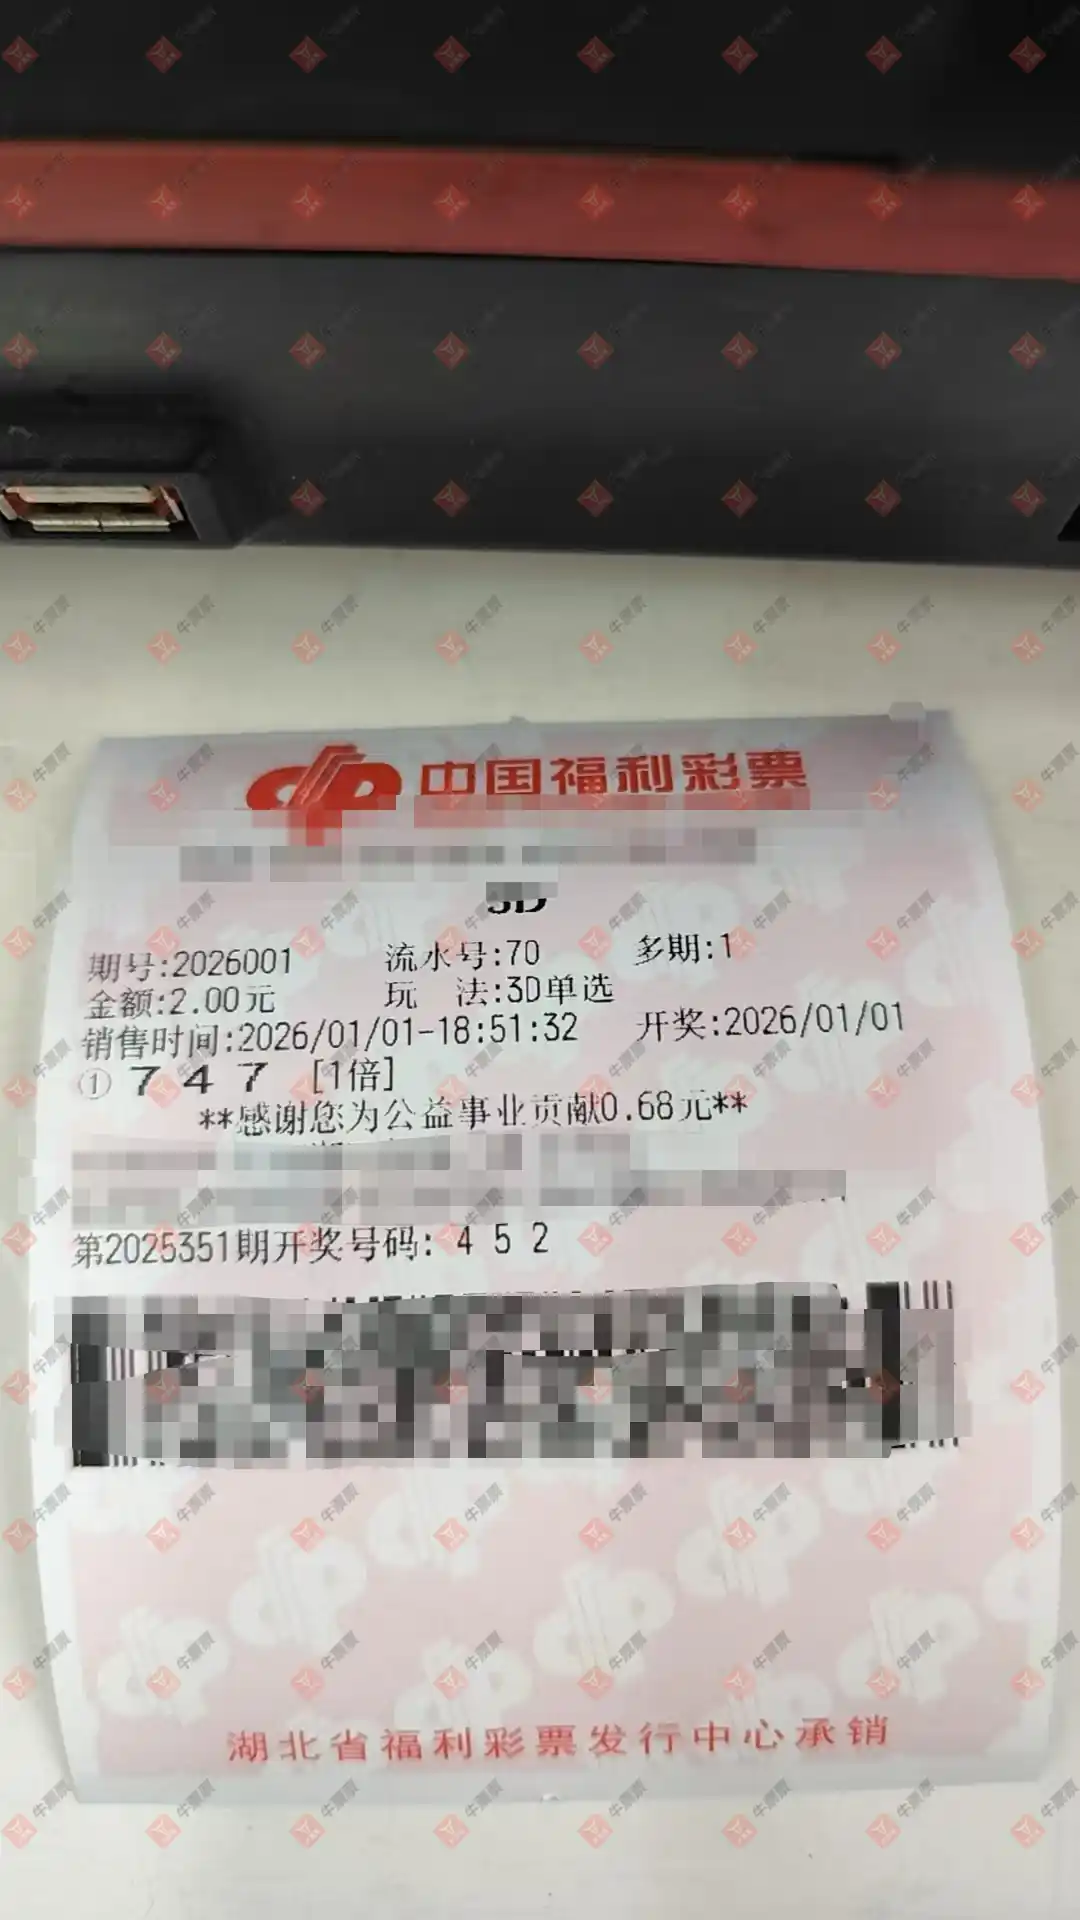 中国福利彩票
3D
期号:2026001 流水号:70 多期:1
金额:2.00元 玩 法:3D单选
销售时间:2026/01/01-18:51:32 开奖:2026/01/01
① 7 4 7 [1倍]
**感谢您为公益事业贡献0.68元**
第2025351期开奖号码: 4 5 2
湖北省福利彩票发行中心承销
牛票票